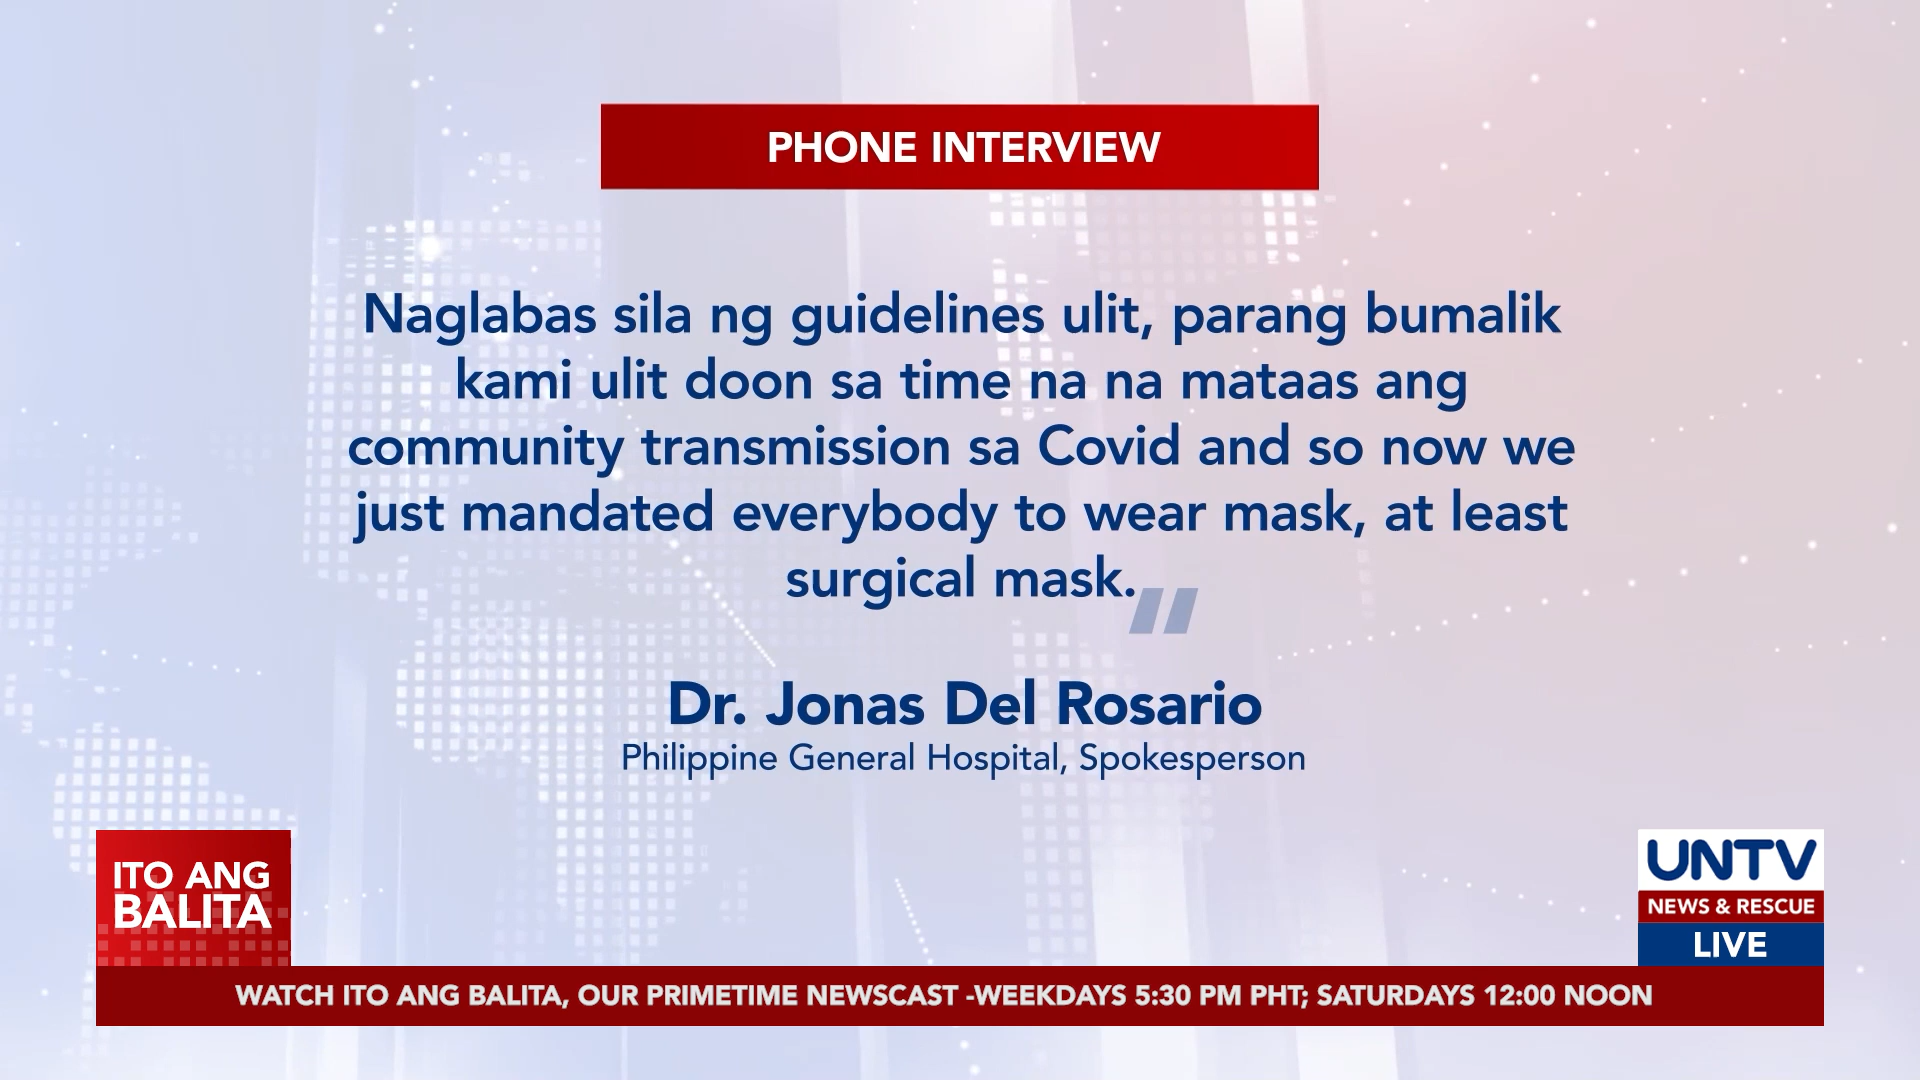 PHONE INTERVIEW
Naglabas sila ng guidelines ulit, parang bumalik
kami ulit doon sa time na na mataas ang
community transmission sa Covid and so now we
just mandated everybody to wear mask, at least
surgical mask."
Dr. Jonas Del Rosario
Philippine General Hospital, Spokesperson
ITO ANG
BALITA
UNTV
NEWS & RESCUE
LIVE
WATCH ITO ANG BALITA, OUR PRIMETIME NEWSCAST -WEEKDAYS 5:30 PM PHT; SATURDAYS 12:00 NOON